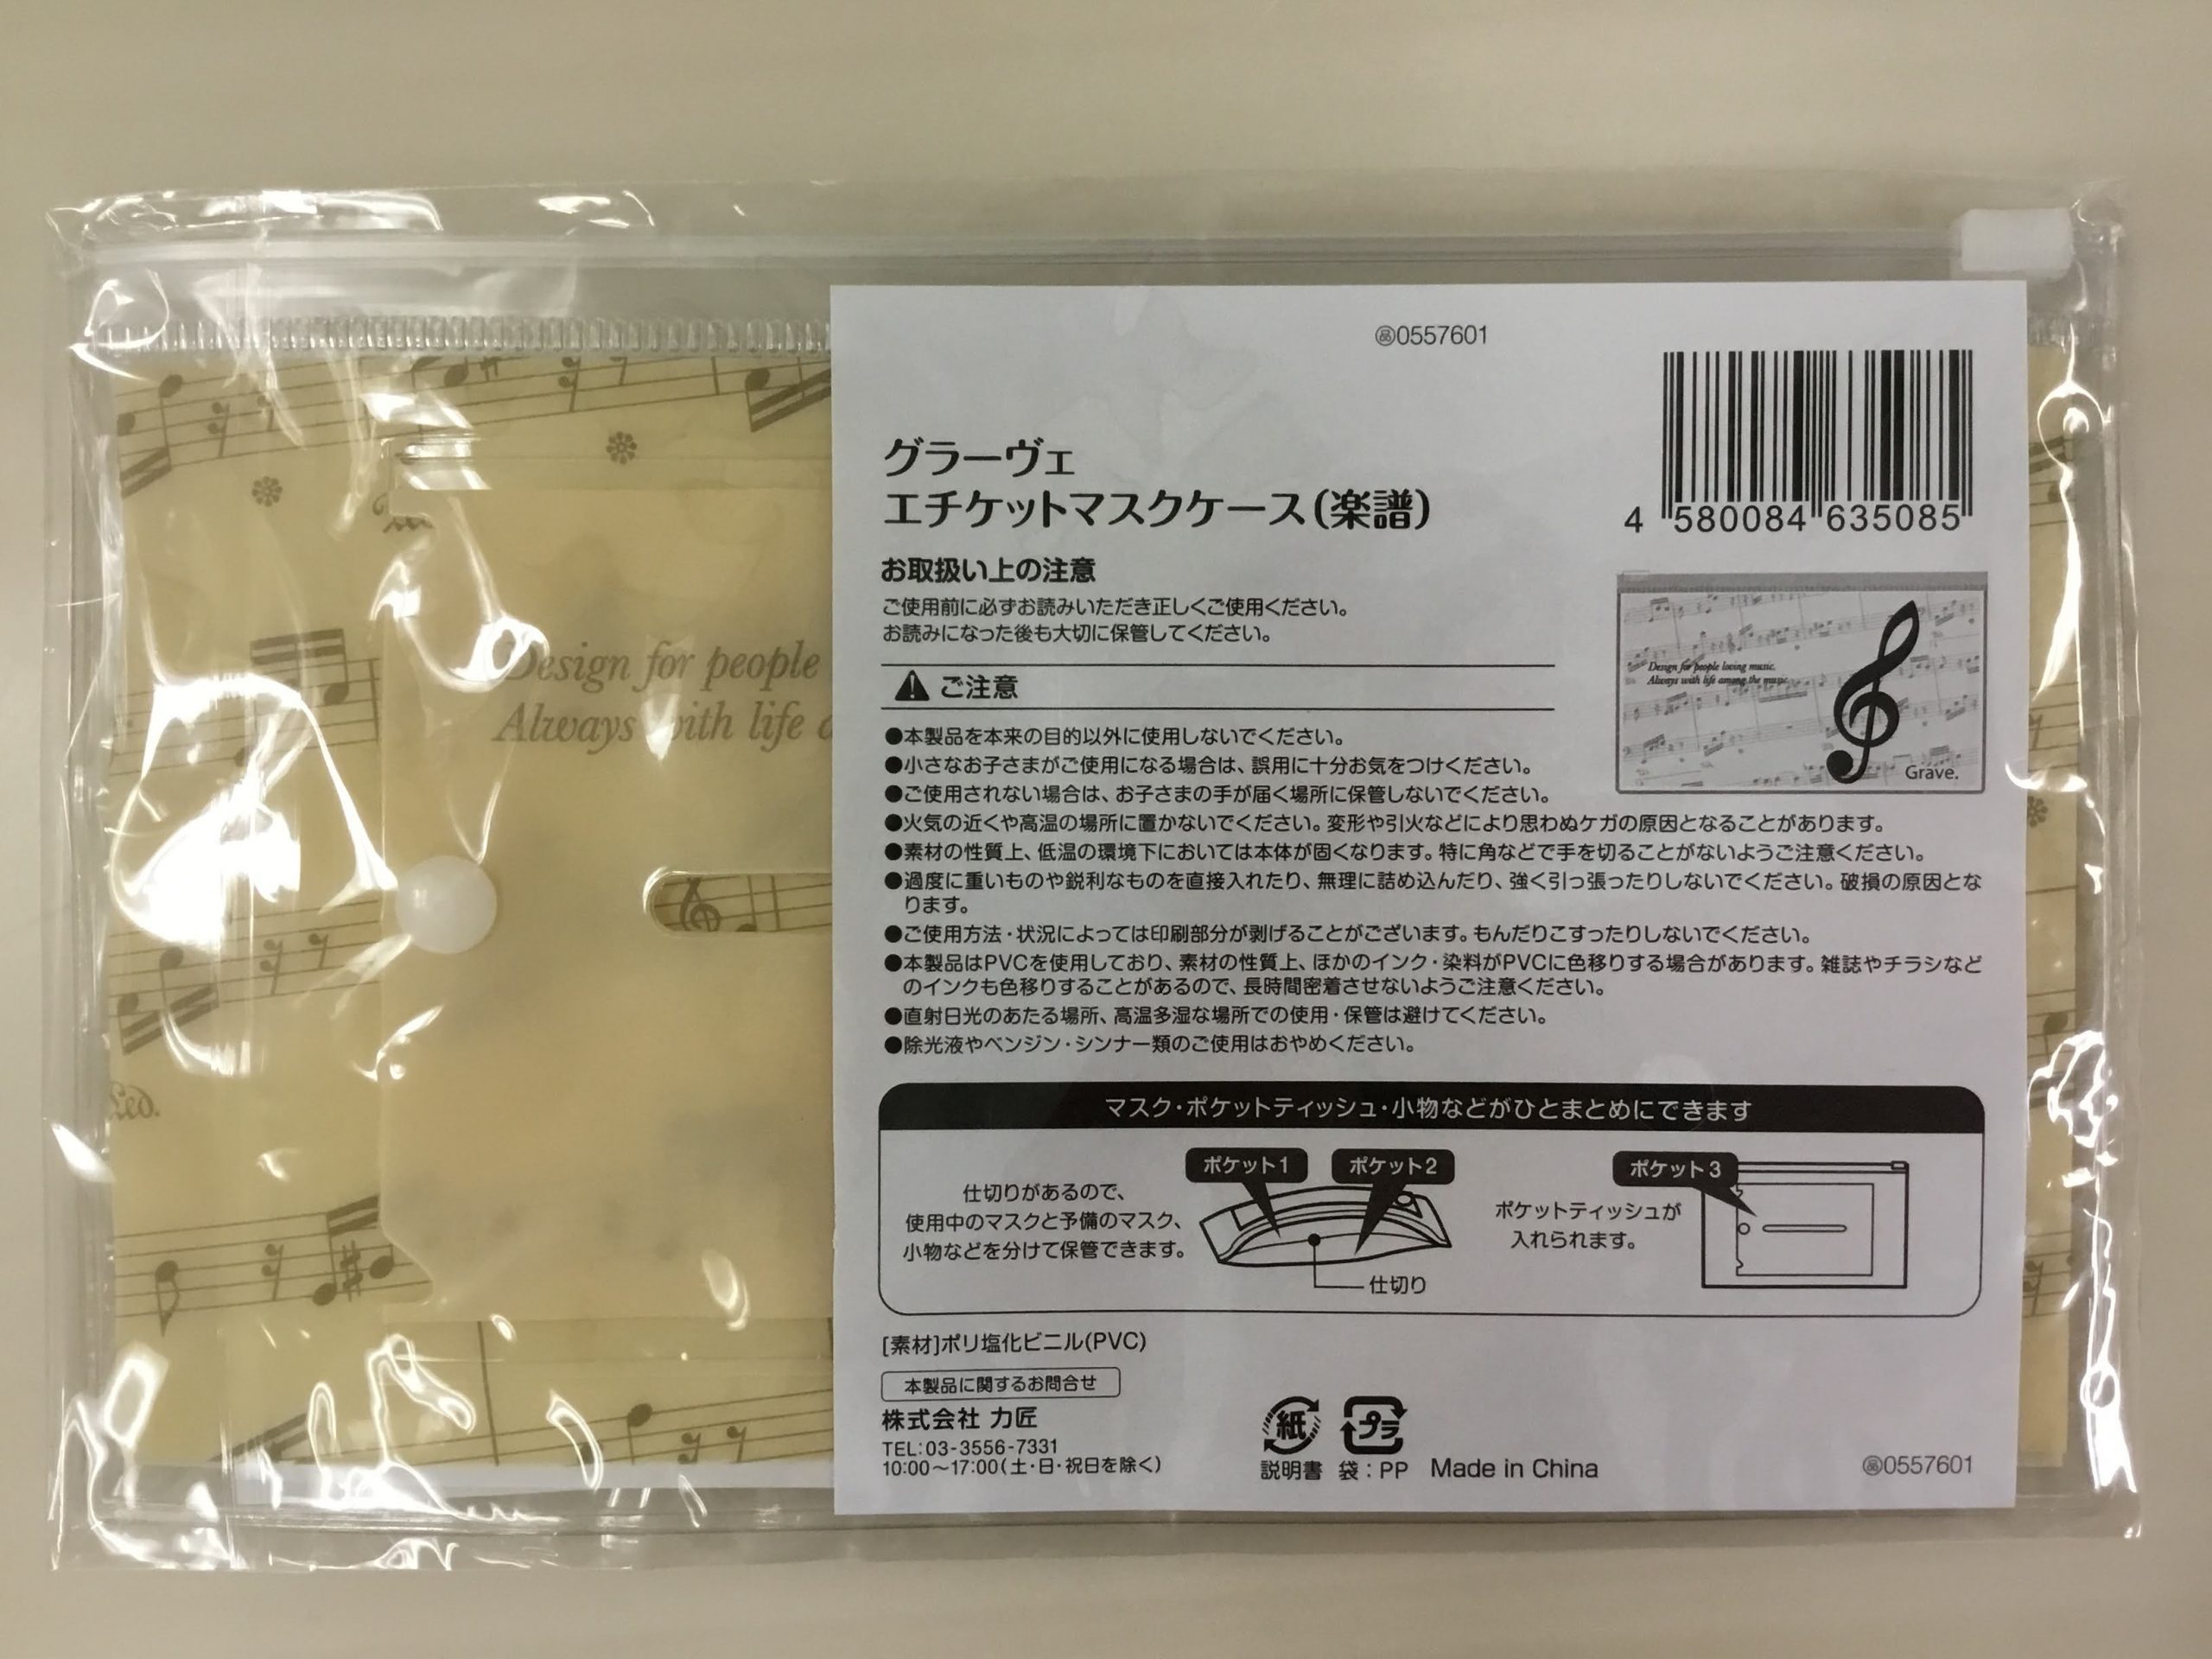 ㊩0557601
4 580084 635085
グラーヴェ
エチケットマスクケース(楽譜)
お取扱い上の注意
ご使用前に必ずお読みいただき正しくご使用ください。
お読みになった後も大切に保管してください。
Design for people loving music.
Always with life among the music
Grave.
ご注意
●本製品を本来の目的以外に使用しないでください。
●小さなお子さまがご使用になる場合は、誤用に十分お気をつけください。
●ご使用されない場合は、お子さまの手が届く場所に保管しないでください。
●火気の近くや高温の場所に置かないでください。変形や引火などにより思わぬケガの原因となることがあります。
●素材の性質上、低温の環境下においては本体が固くなります。特に角などで手を切ることがないようご注意ください。
●過度に重いものや鋭利なものを直接入れたり、無理に詰め込んだり、強く引っ張ったりしないでください。破損の原因とな
ります。
●ご使用方法・状況によっては印刷部分が剥げることがございます。もんだりこすったりしないでください。
●本製品はPVCを使用しており、素材の性質上、ほかのインク・染料がPVCに色移りする場合があります。雑誌やチラシなど
のインクも色移りすることがあるので、長時間密着させないようご注意ください。
●直射日光のあたる場所、高温多湿な場所での使用・保管は避けてください。
●除光液やベンジン・シンナー類のご使用はおやめください。
マスク・ポケットティッシュ・小物などがひとまとめにできます
仕切りがあるので、
使用中のマスクと予備のマスク、
小物などを分けて保管できます。
ポケット1
ポケット2
仕切り
ポケット3
ポケットティッシュが
入れられます。
[素材]ポリ塩化ビニル(PVC)
本製品に関するお問合せ
株式会社 力匠
TEL:03-3556-7331
10:00～17:00(土・日・祝日を除く)
紙
説明書
プラ
袋：PP
Made in China
㊩0557601
Design for people
Always with life a
Led.